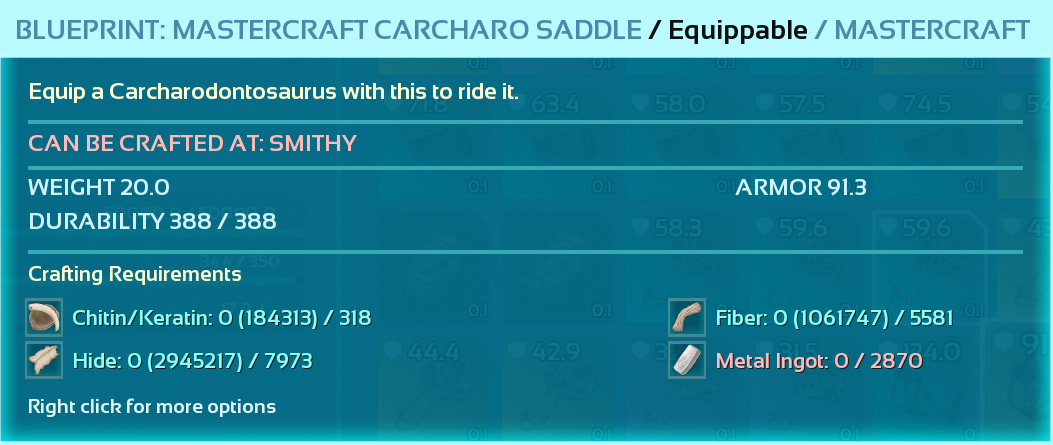 BLUEPRINT: MASTERCRAFT CARCHARO SADDLE / Equippable / MASTERCRAFT
Equip a Carcharodontosaurus with this to ride it.
CAN BE CRAFTED AT: SMITHY
WEIGHT 20.0 ARMOR 91.3
DURABILITY 388 / 388
Crafting Requirements
Chitin/Keratin: 0 (184313) / 318 Fiber: 0 (1061747) / 5581
Hide: 0 (2945217) / 7973 Metal Ingot: 0 / 2870
Right click for more options